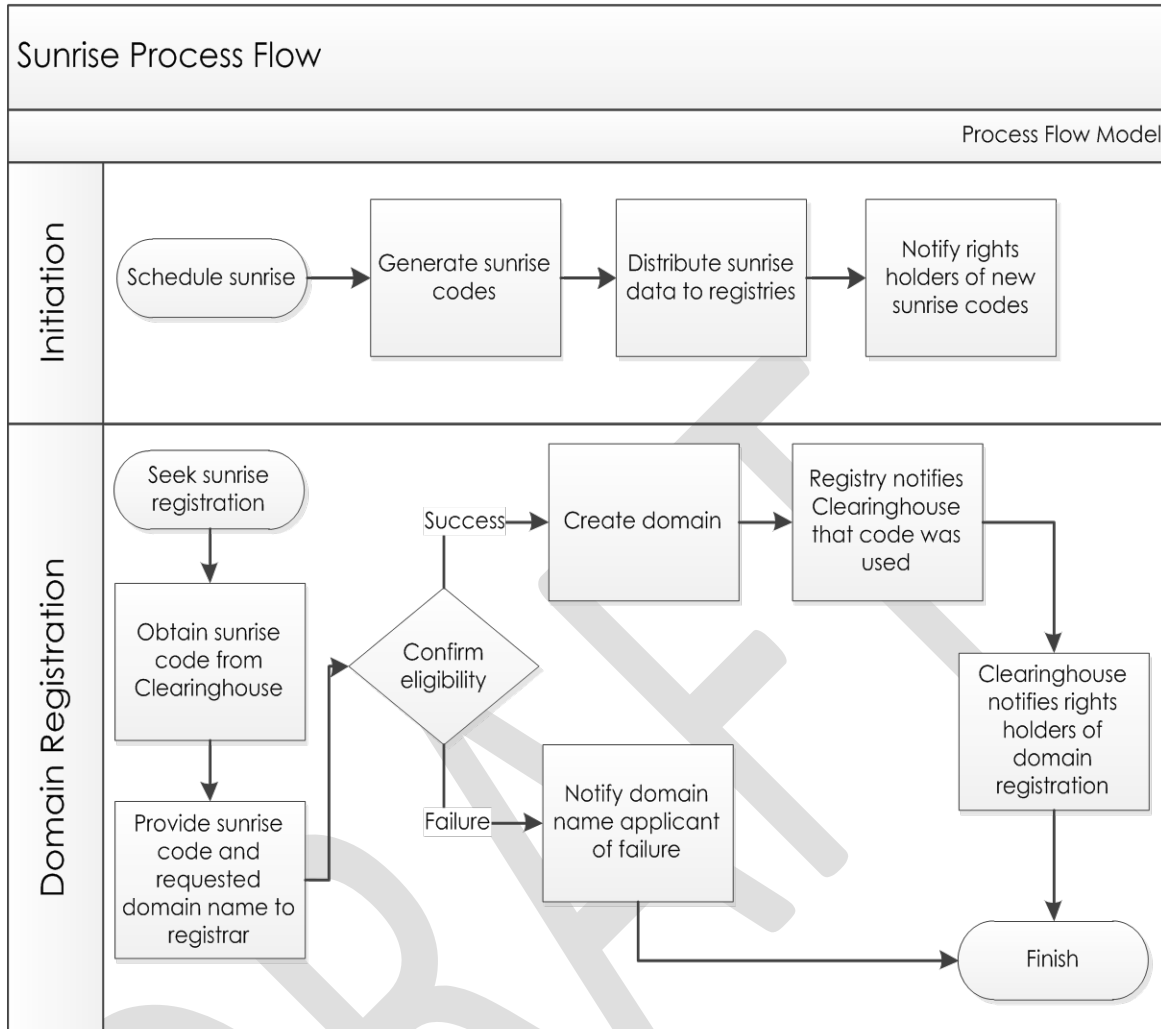 Sunrise Process Flow
Process Flow Model
Initiation
Schedule sunrise
Generate sunrise
codes
Distribute sunrise
data to registries
Notify rights
holders of new
sunrise codes
Domain Registration
Seek sunrise
registration
Obtain sunrise
code from
Clearinghouse
Provide sunrise
code and
requested
domain name to
registrar
Confirm
eligibility
Success
Create domain
Registry notifies
Clearinghouse
that code was
used
Clearinghouse
notifies rights
holders of
domain
registration
Failure
Notify domain
name applicant
of failure
Finish
DRAFT